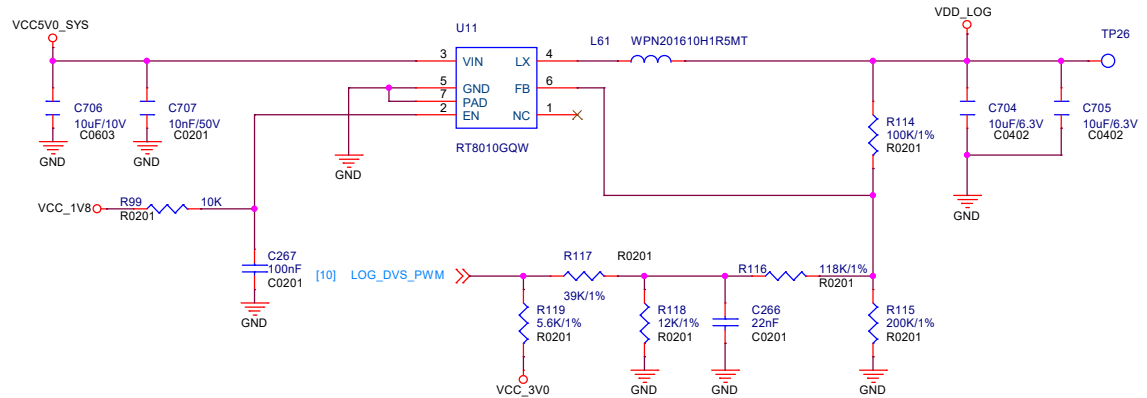 VCC5V0_SYS
U11
VDD_LOG
L61 WPN201610H1R5MT
TP26
3 VIN LX 4
5 GND FB 6
7 PAD
2 EN NC 1
RT8010GQW
C706
10uF/10V
C0603
C707
10nF/50V
C0201
C704
10uF/6.3V
C0402
C705
10uF/6.3V
C0402
R114
100K/1%
R0201
GND
GND
GND
GND
VCC_1V8
R99 10K
R0201
C267
100nF
C0201
GND
[10] LOG_DVS_PWM
R117 R0201
39K/1%
R116 118K/1%
R0201
R119
5.6K/1%
R0201
R118
12K/1%
R0201
C266
22nF
C0201
R115
200K/1%
R0201
VCC_3V0
GND
GND
GND